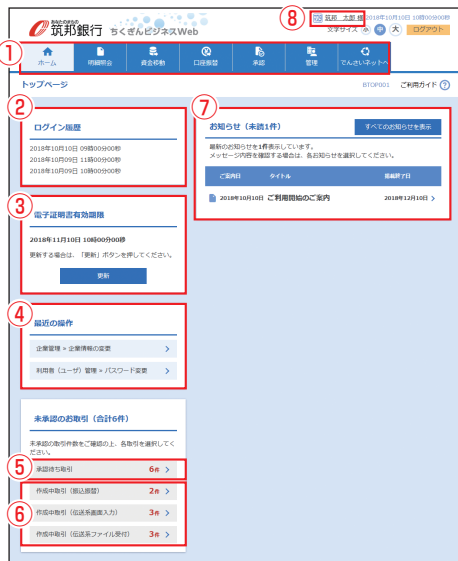 ⑧
筑邦 太郎 様 2018年10月10日 10時00分00秒
筑邦銀行 ちくぎんビジネスWeb
文字サイズ 小 中 大 ログアウト
①
ホーム 明細照会 資金移動 口座振替 承認 管理 でんさいネットへ
トップページ
BTOP001 ご利用ガイド ?
②
ログイン履歴
2018年10月10日 09時00分00秒
2018年10月09日 11時00分00秒
2018年10月09日 10時00分00秒
③
電子証明書有効期限
2018年11月10日 10時00分00秒
更新する場合は、「更新」ボタンを押してください。
更新
④
最近の操作
企業管理 » 企業情報の変更
利用者（ユーザ）管理 » パスワード変更
未承認のお取引（合計6件）
未承認の取引件数をご確認の上、各取引を選択してく
ださい。
⑤
承認待ち取引 6件
⑥
作成中取引（振込振替） 2件
作成中取引（伝送系画面入力） 3件
作成中取引（伝送系ファイル受付） 3件
⑦
お知らせ（未読1件） すべてのお知らせを表示
最新のお知らせを1件表示しています。
メッセージ内容を確認する場合は、各お知らせを選択してください。
ご案内日 タイトル 掲載終了日
2018年10月10日 ご利用開始のご案内 2018年12月10日